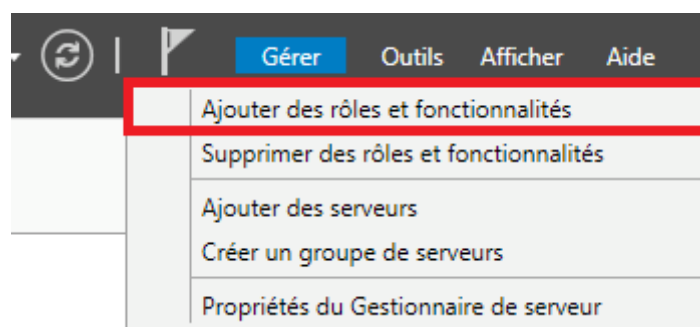 Gérer Outils Afficher Aide
Ajouter des rôles et fonctionnalités
Supprimer des rôles et fonctionnalités
Ajouter des serveurs
Créer un groupe de serveurs
Propriétés du Gestionnaire de serveur